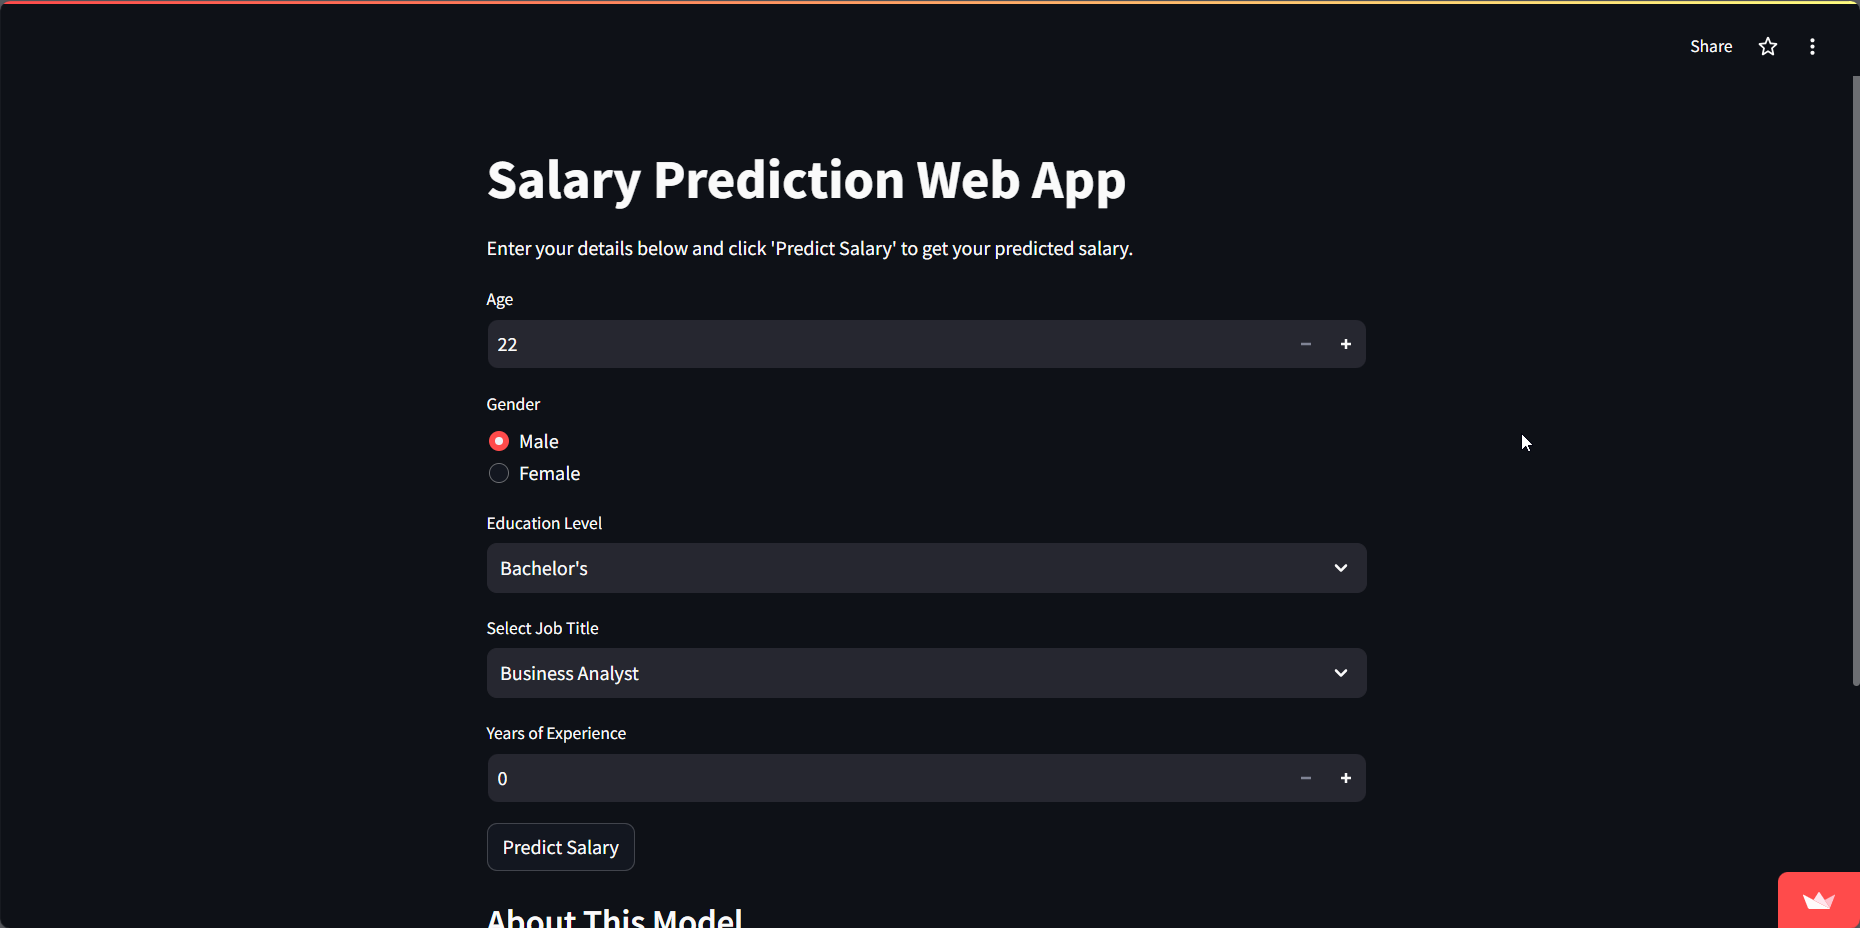 Share
Salary Prediction Web App
Enter your details below and click 'Predict Salary' to get your predicted salary.
Age
22
Gender
Male
Female
Education Level
Bachelor's
Select Job Title
Business Analyst
Years of Experience
0
Predict Salary
About This Model